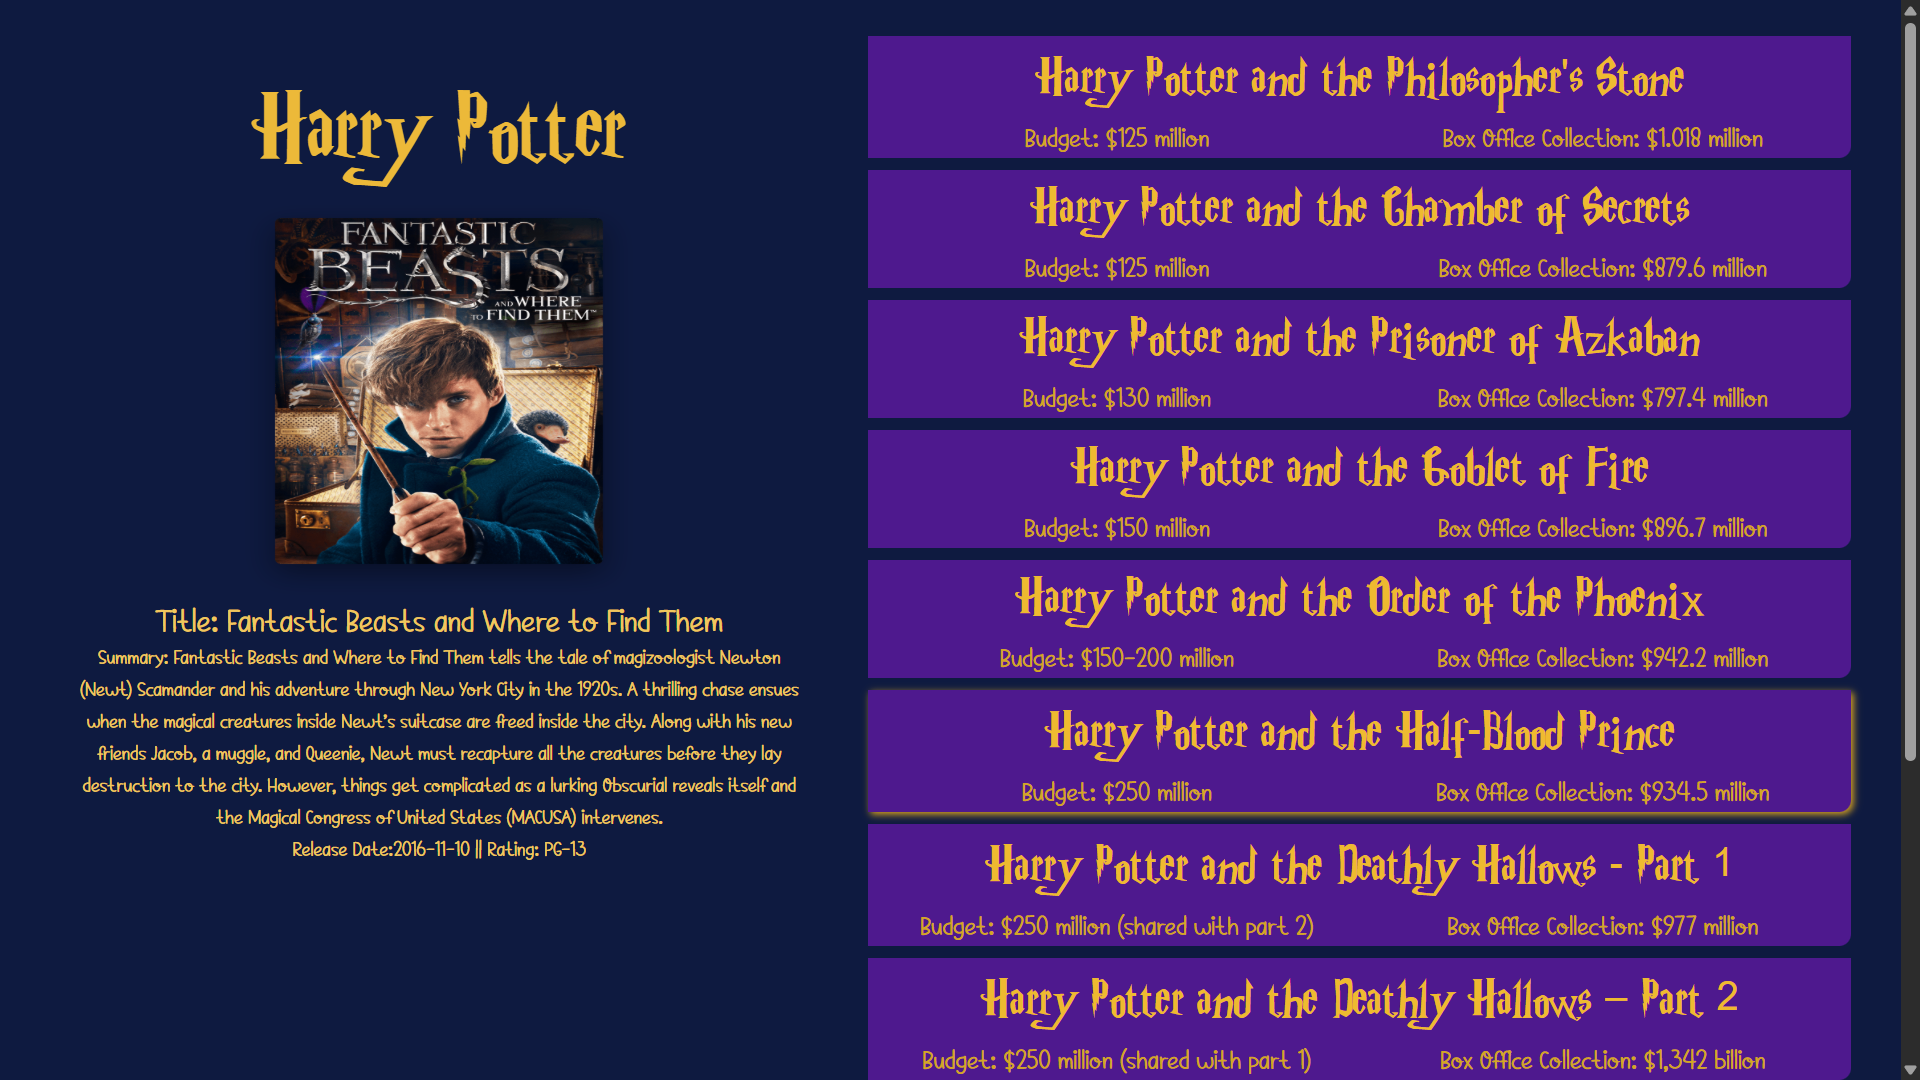 Harry Potter
FANTASTIC
BEASTS
AND WHERE
TO FIND THEM™
Title: Fantastic Beasts and Where to Find Them
Summary: Fantastic Beasts and Where to Find Them tells the tale of magizoologist Newton
(Newt) Scamander and his adventure through New York City in the 1920s. A thrilling chase ensues
when the magical creatures inside Newt's suitcase are freed inside the city. Along with his new
friends Jacob, a muggle, and Queenie, Newt must recapture all the creatures before they lay
destruction to the city. However, things get complicated as a lurking Obscurial reveals itself and
the Magical Congress of United States (MACUSA) intervenes.
Release Date:2016-11-10 || Rating: PG-13
Harry Potter and the Philosopher's Stone
Budget: $125 million Box Office Collection: $1.018 million
Harry Potter and the Chamber of Secrets
Budget: $125 million Box Office Collection: $879.6 million
Harry Potter and the Prisoner of Azkaban
Budget: $130 million Box Office Collection: $797.4 million
Harry Potter and the Goblet of Fire
Budget: $150 million Box Office Collection: $896.7 million
Harry Potter and the Order of the Phoenix
Budget: $150-200 million Box Office Collection: $942.2 million
Harry Potter and the Half-Blood Prince
Budget: $250 million Box Office Collection: $934.5 million
Harry Potter and the Deathly Hallows - Part 1
Budget: $250 million (shared with part 2) Box Office Collection: $977 million
Harry Potter and the Deathly Hallows – Part 2
Budget: $250 million (shared with part 1) Box Office Collection: $1,342 billion